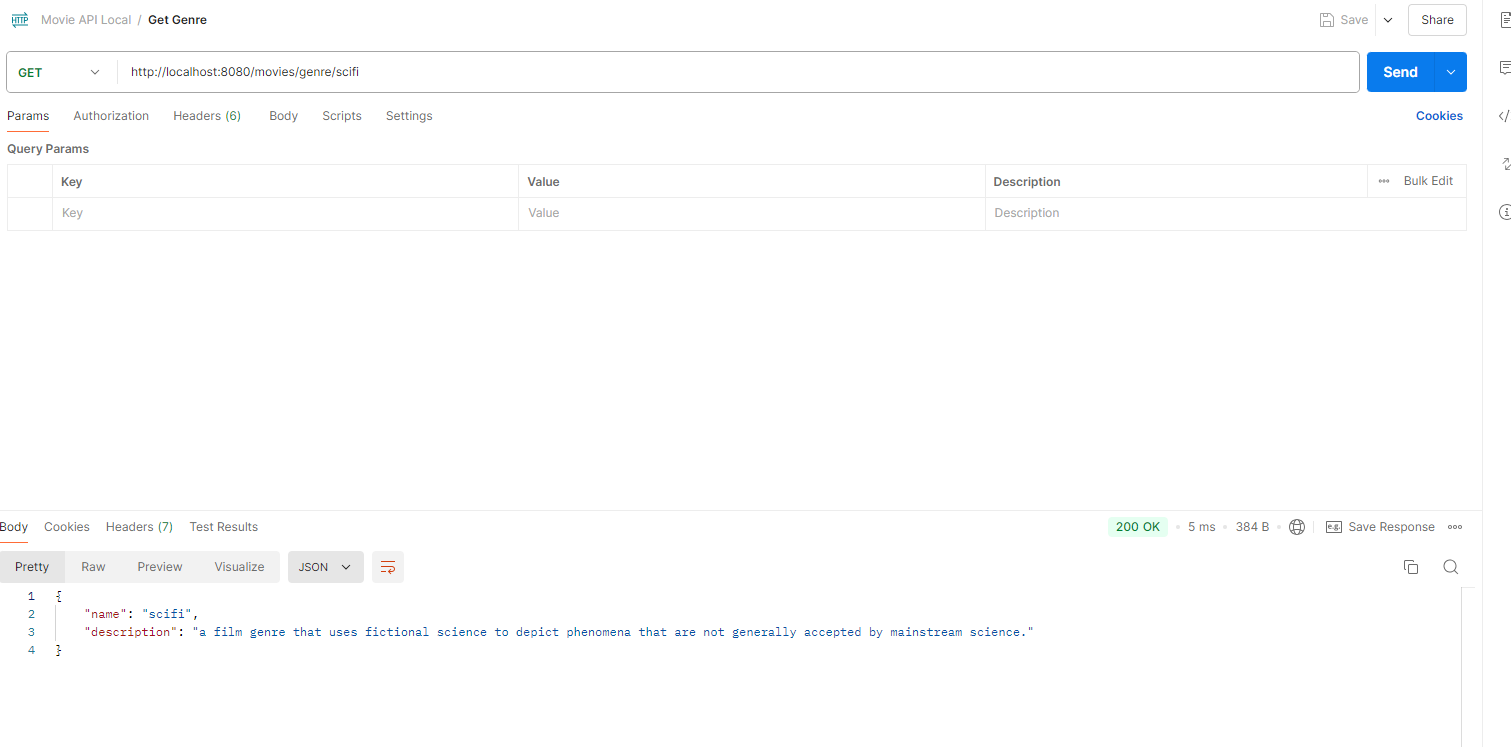 HTTP Movie API Local / Get Genre Save Share
GET http://localhost:8080/movies/genre/scifi Send
Params Authorization Headers (6) Body Scripts Settings Cookies
Query Params
Key Value Description Bulk Edit
Key Value Description
Body Cookies Headers (7) Test Results 200 OK 5 ms 384 B e.g. Save Response
Pretty Raw Preview Visualize JSON
1 {
2 "name": "scifi",
3 "description": "a film genre that uses fictional science to depict phenomena that are not generally accepted by mainstream science."
4 }